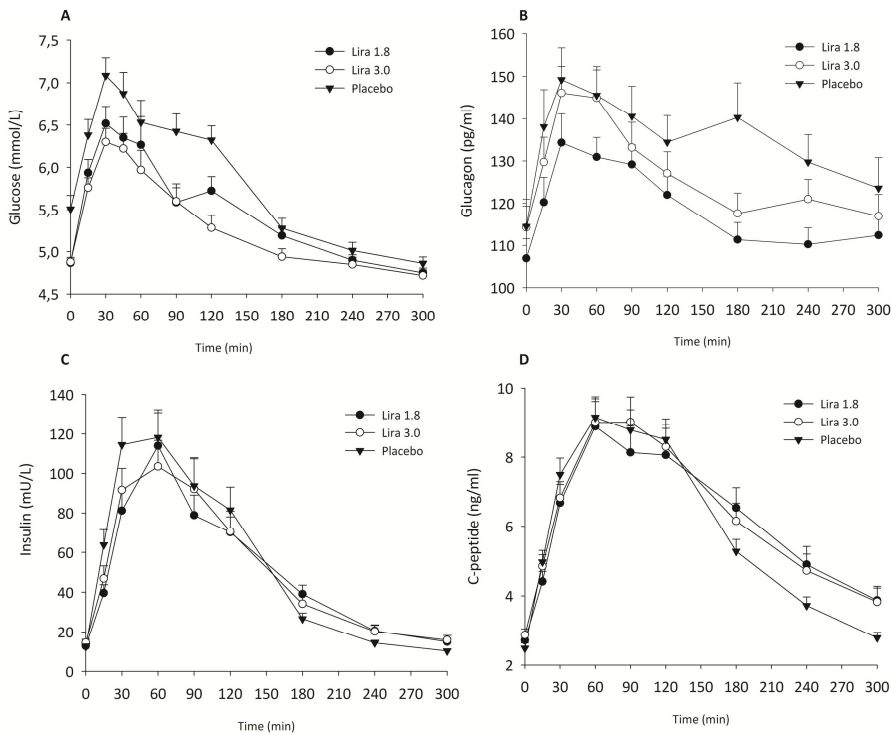 A
7,5
7,0
6,5
6,0
5,5
5,0
4,5
Glucose (mmol/L)
Lira 1.8
Lira 3.0
Placebo
0 30 60 90 120 150 180 210 240 270 300
Time (min)
B
160
150
140
130
120
110
100
Glucagon (pg/ml)
Lira 1.8
Lira 3.0
Placebo
0 30 60 90 120 150 180 210 240 270 300
Time (min)
C
140
120
100
80
60
40
20
0
Insulin (mU/L)
Lira 1.8
Lira 3.0
Placebo
0 30 60 90 120 150 180 210 240 270 300
Time (min)
D
10
8
6
4
2
C-peptide (ng/ml)
Lira 1.8
Lira 3.0
Placebo
0 30 60 90 120 150 180 210 240 270 300
Time (min)